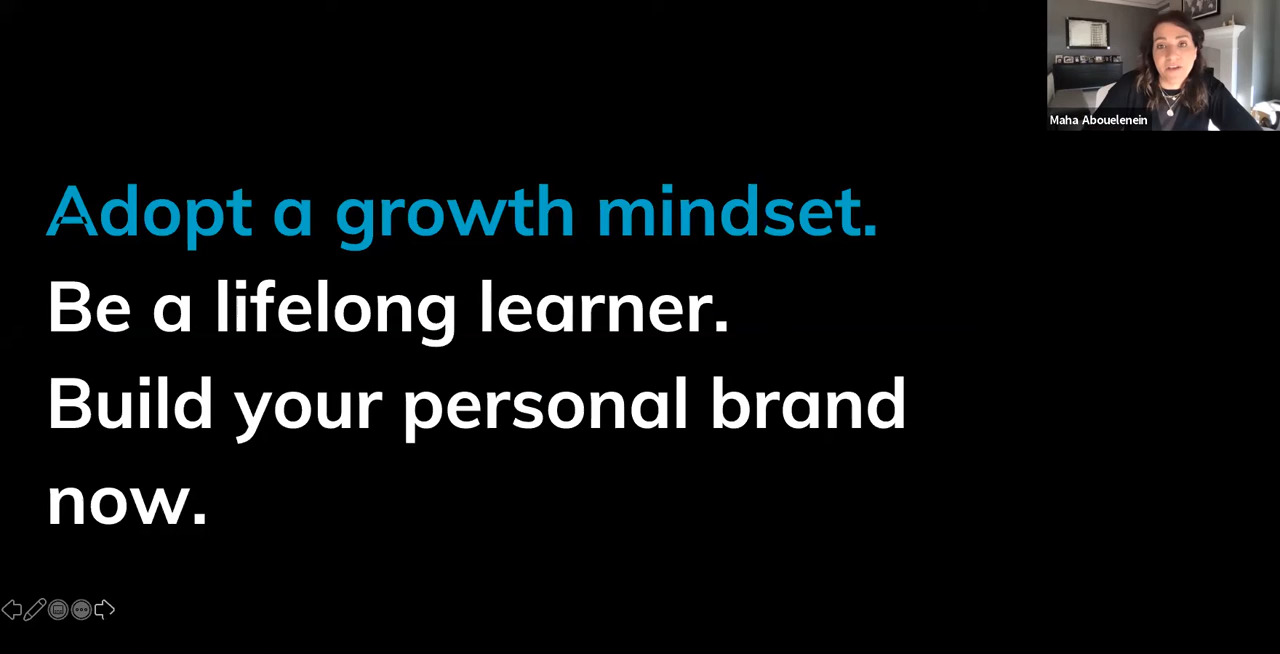 Maha Abouelenein
Adopt a growth mindset.
Be a lifelong learner.
Build your personal brand
now.